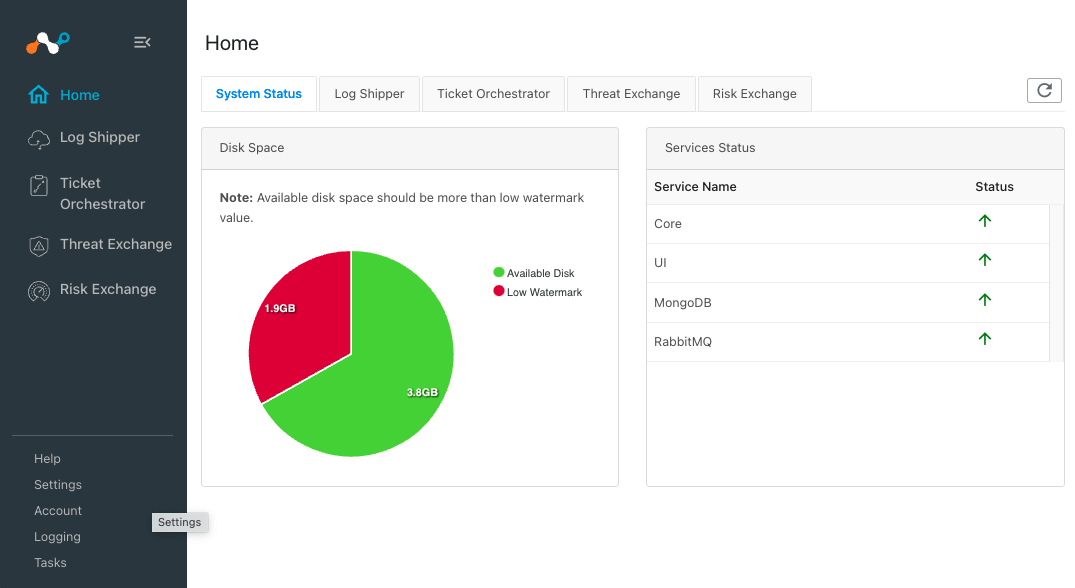 Home
Log Shipper
Ticket
Orchestrator
Threat Exchange
Risk Exchange
Help
Settings
Account
Logging
Tasks
Settings
Home
System Status
Log Shipper
Ticket Orchestrator
Threat Exchange
Risk Exchange
Disk Space
Note: Available disk space should be more than low watermark
value.
1.9GB
3.8GB
Available Disk
Low Watermark
Services Status
Service Name Status
Core
UI
MongoDB
RabbitMQ